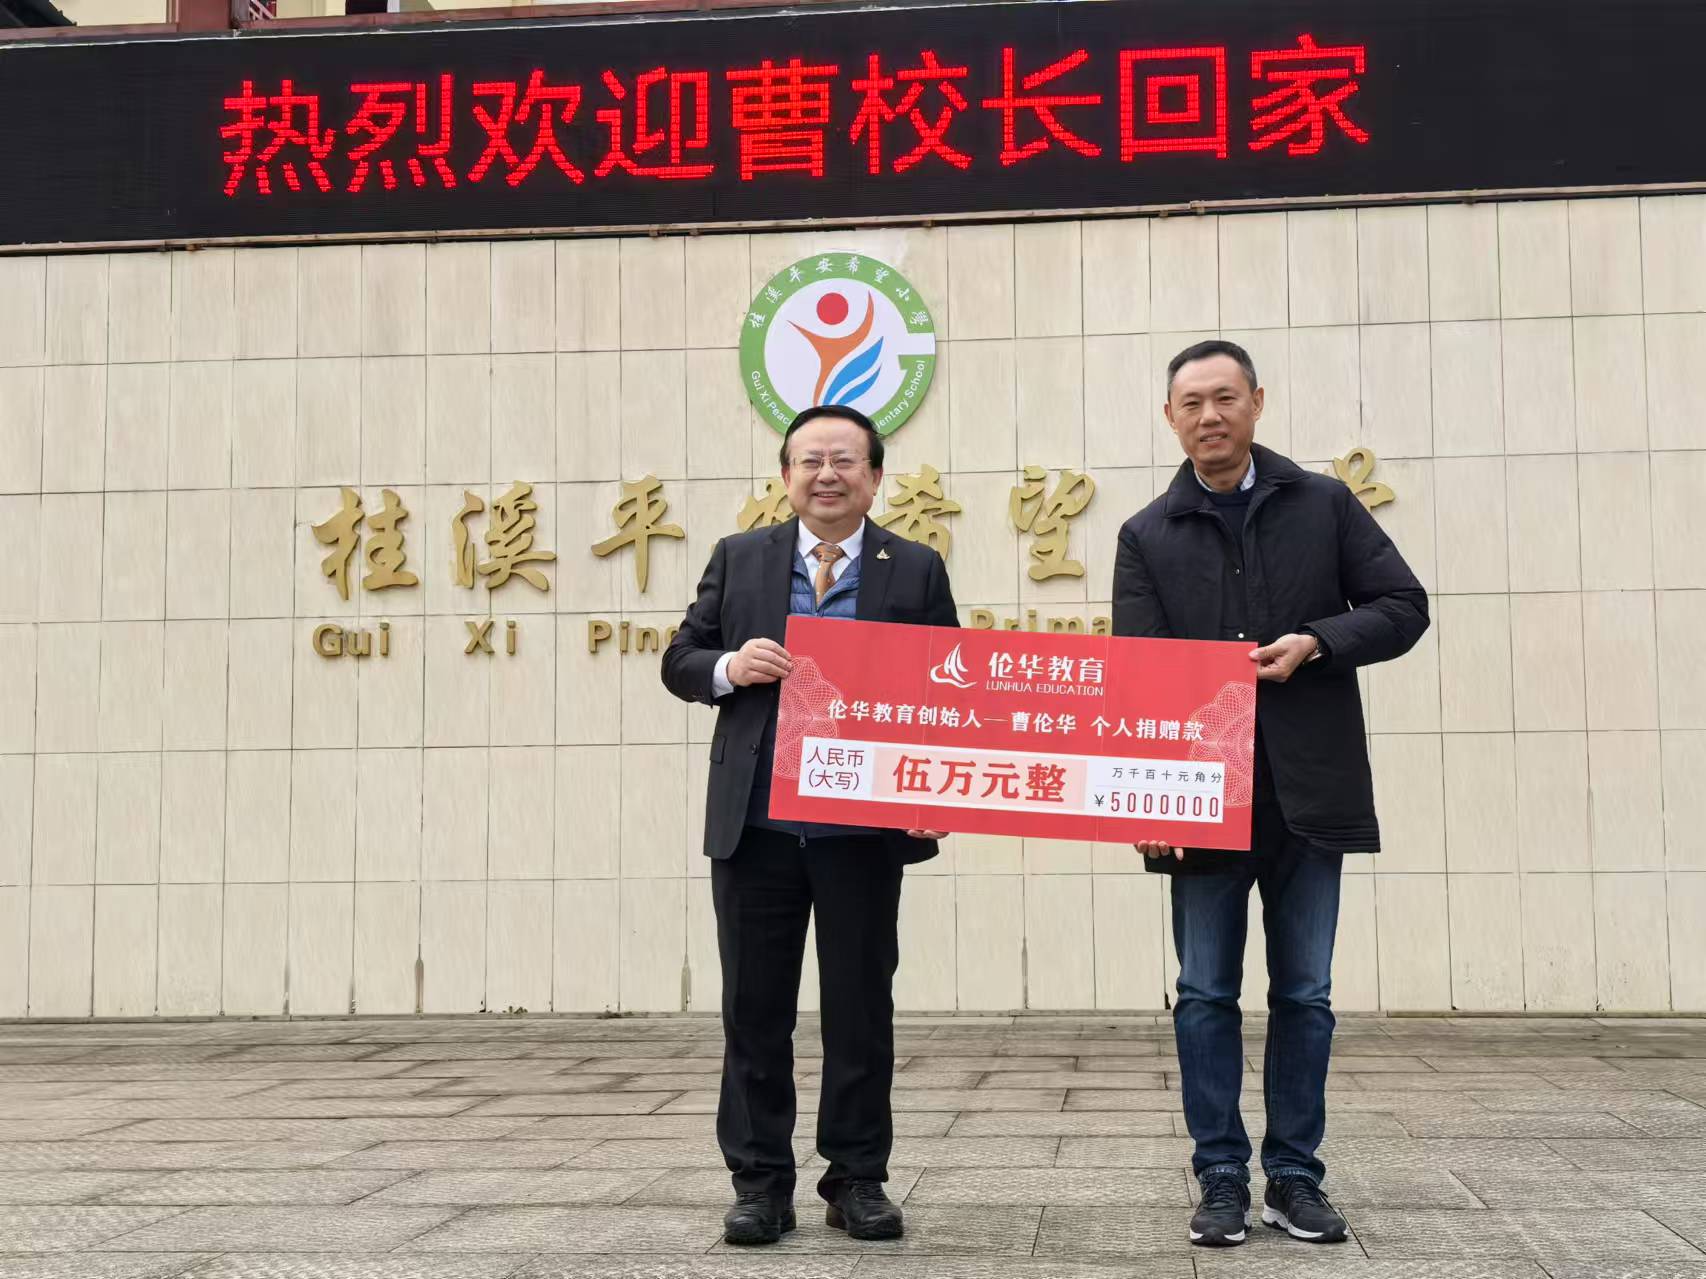 热烈欢迎曹校长回家
桂溪平安希望小学
Gui Xi Peac
entary School
桂溪平安希望
Gui Xi Pin
Prima
伦华教育
LUNHUA EDUCATION
伦华教育创始人—曹伦华 个人捐赠款
人民币
(大写)
伍万元整
万千百十元角分
¥5000000